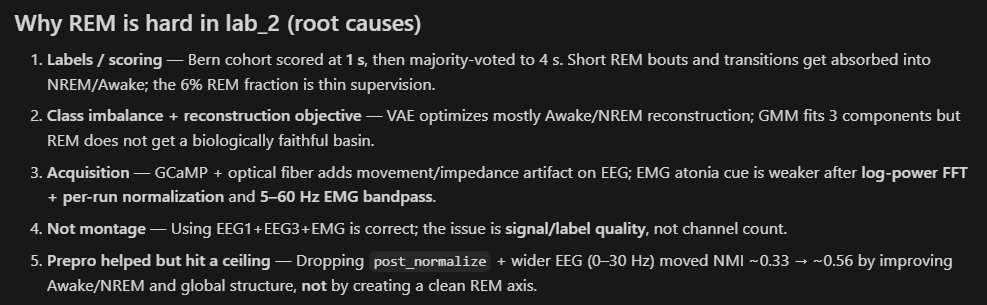 Why REM is hard in lab_2 (root causes)
1. Labels / scoring — Bern cohort scored at 1 s, then majority-voted to 4 s. Short REM bouts and transitions get absorbed into
NREM/Awake; the 6% REM fraction is thin supervision.
2. Class imbalance + reconstruction objective — VAE optimizes mostly Awake/NREM reconstruction; GMM fits 3 components but
REM does not get a biologically faithful basin.
3. Acquisition — GCaMP + optical fiber adds movement/impedance artifact on EEG; EMG atonia cue is weaker after log-power FFT
+ per-run normalization and 5–60 Hz EMG bandpass.
4. Not montage — Using EEG1+EEG3+EMG is correct; the issue is signal/label quality, not channel count.
5. Prepro helped but hit a ceiling — Dropping post_normalize + wider EEG (0–30 Hz) moved NMI ~0.33 → ~0.56 by improving
Awake/NREM and global structure, not by creating a clean REM axis.